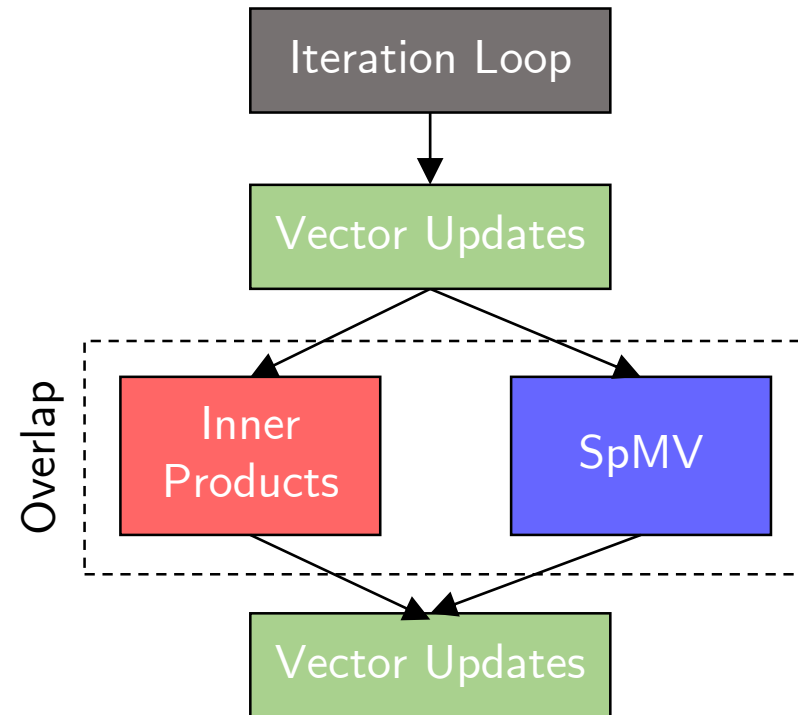 Iteration Loop
Vector Updates
Overlap
Inner
Products
SpMV
Vector Updates